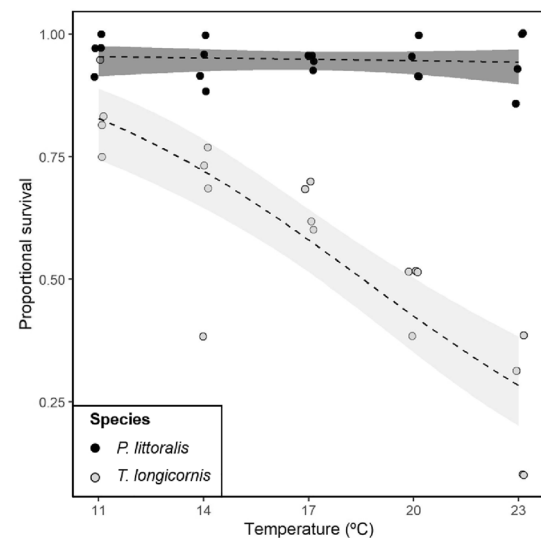 Proportional survival
1.00
0.75
0.50
0.25
Species
P. littoralis
T. longicornis
11 14 17 20 23
Temperature (ºC)